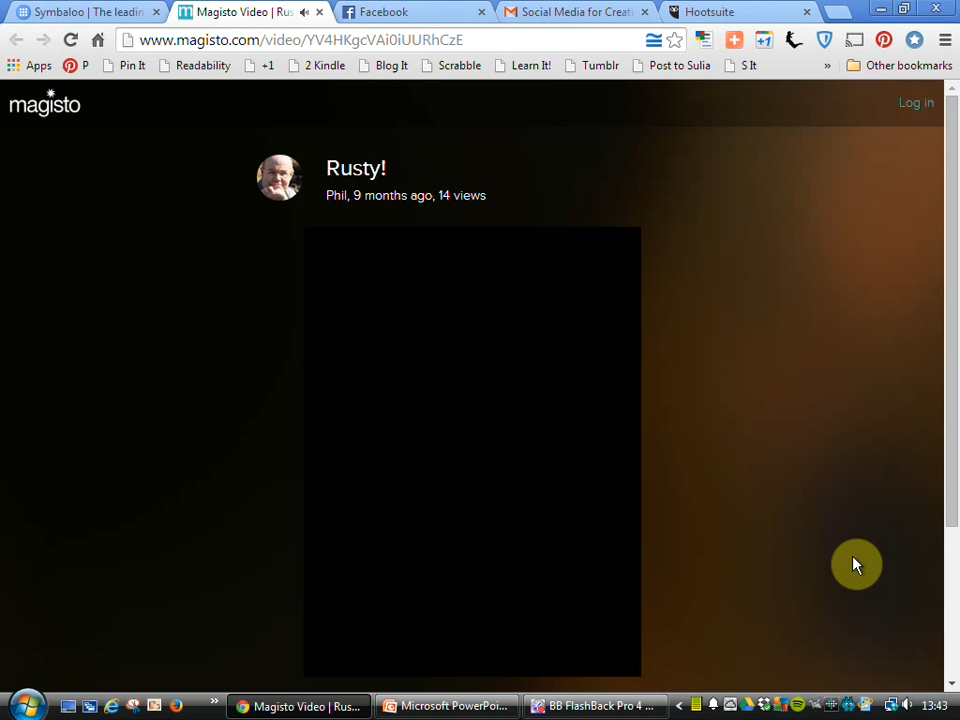 Symbaloo | The leadin
Magisto Video | Rus
Facebook
Social Media for Creati
Hootsuite
www.magisto.com/video/YV4HKgcVAi0iUURhCzE
Apps
P
Pin It
Readability
+1
2 Kindle
Blog It
Scrabble
Learn It!
Tumblr
Post to Sulia
S It
»
Other bookmarks
magisto
Log in
Rusty!
Phil, 9 months ago, 14 views
Magisto Video | Rus...
Microsoft PowerPoi...
BB FlashBack Pro 4 ...
13:43